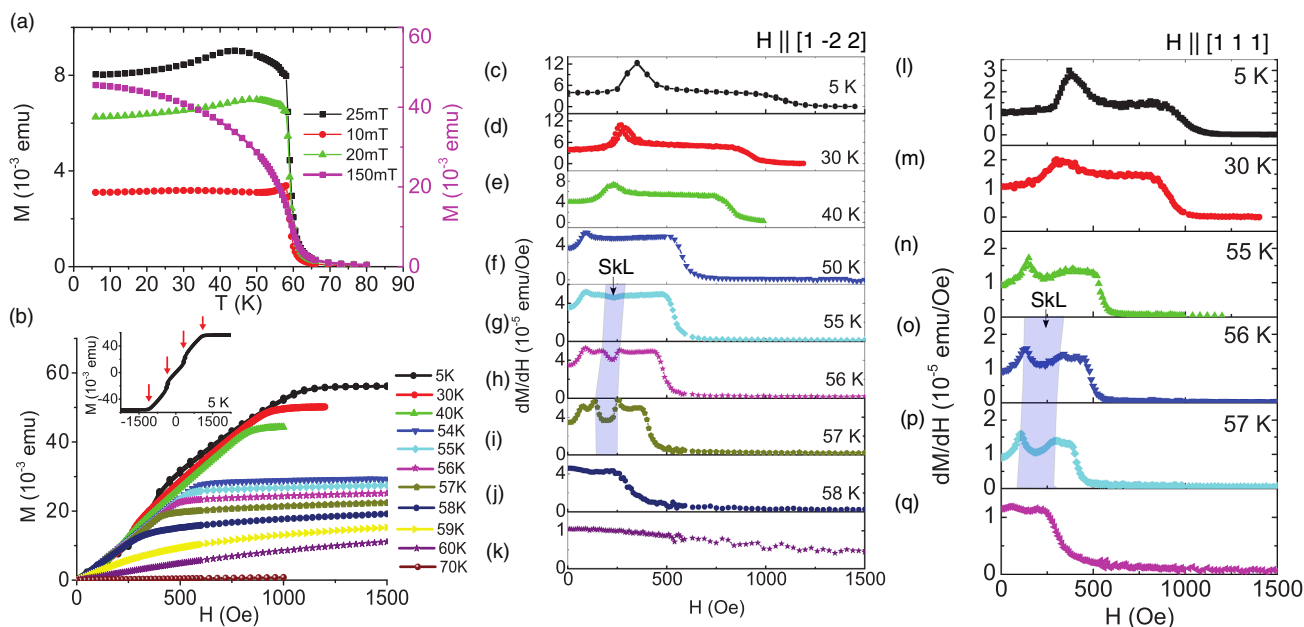 (a)
M (10⁻³ emu)
8
4
0
60
40
20
0
M (10⁻³ emu)
25mT
10mT
20mT
150mT
0 10 20 30 40 50 60 70 80 90
T (K)
(b)
M (10⁻³ emu)
60
40
20
0
0 500 1000 1500
H (Oe)
M (10⁻³ emu)
40
0
−40
−1500 0 1500
5 K
5K
30K
40K
54K
55K
56K
57K
58K
59K
60K
70K
H || [1 -2 2]
dM/dH (10⁻⁵ emu/Oe)
(c)
12
8
4
0
5 K
(d)
12
8
4
0
30 K
(e)
8
4
0
40 K
(f)
4
0
50 K
SkL
(g)
4
0
55 K
(h)
4
0
56 K
(i)
4
0
57 K
(j)
4
0
58 K
(k)
1
0
0 500 1000 1500
H (Oe)
H || [1 1 1]
dM/dH (10⁻⁵ emu/Oe)
(l)
3
2
1
0
5 K
(m)
2
1
0
30 K
(n)
2
1
0
55 K
SkL
(o)
2
1
0
56 K
(p)
2
1
0
57 K
(q)
1
0
0 500 1000 1500
H (Oe)